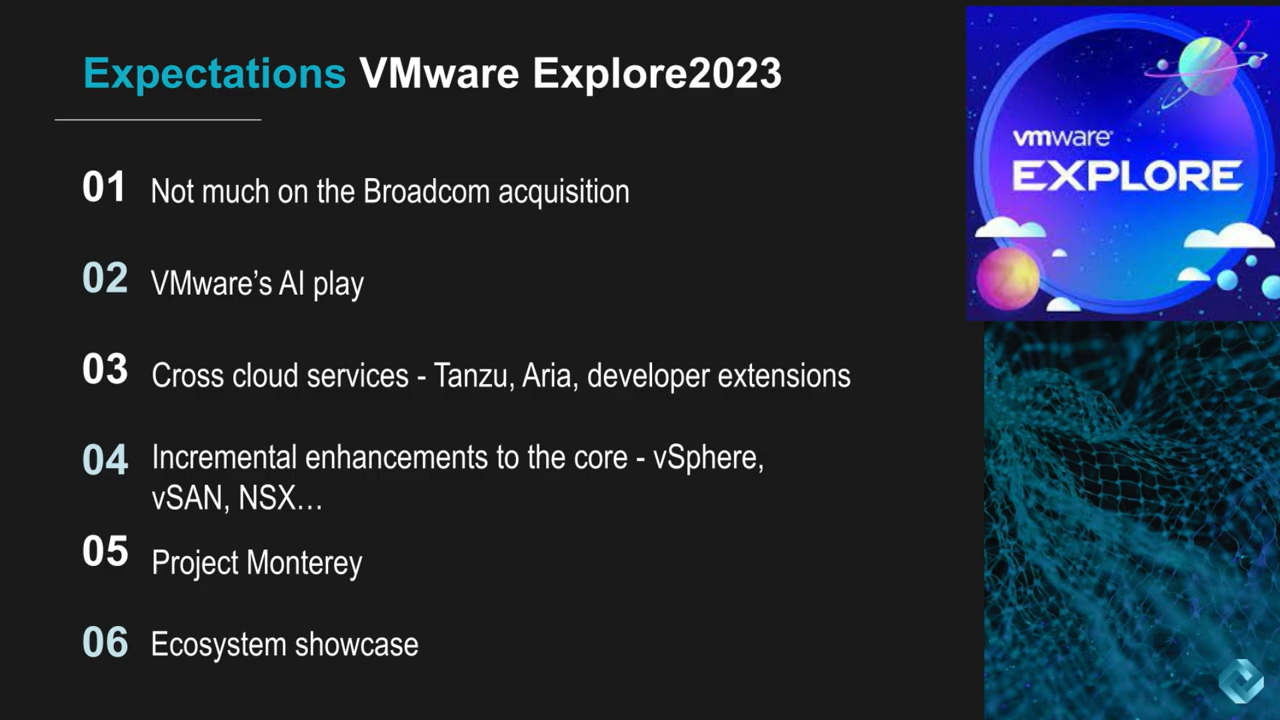 Expectations VMware Explore2023
01 Not much on the Broadcom acquisition
02 VMware’s AI play
03 Cross cloud services - Tanzu, Aria, developer extensions
04 Incremental enhancements to the core - vSphere,
vSAN, NSX…
05 Project Monterey
06 Ecosystem showcase
vmware
EXPLORE